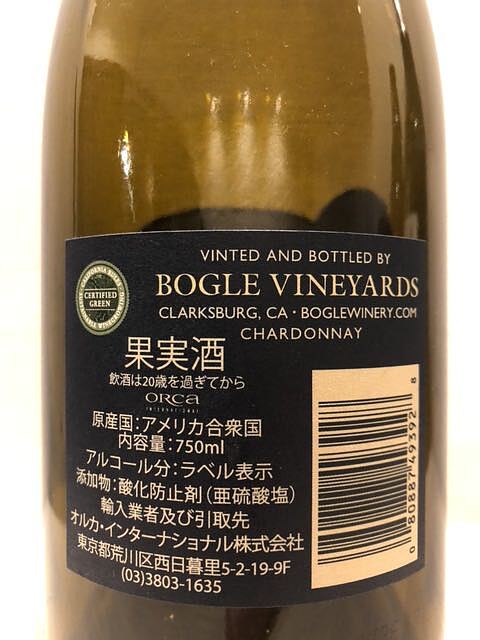 VINTED AND BOTTLED BY
BOGLE VINEYARDS
CLARKSBURG, CA · BOGLEWINERY.COM
CHARDONNAY
CERTIFIED
GREEN
果実酒
飲酒は20歳を過ぎてから
ORCA
INTERNATIONAL
原産国:アメリカ合衆国
内容量:750ml
アルコール分:ラベル表示
添加物:酸化防止剤(亜硫酸塩)
輸入業者及び引取先
オルカ・インターナショナル株式会社
東京都荒川区西日暮里5-2-19-9F
(03)3803-1635
0 80887 49392 8